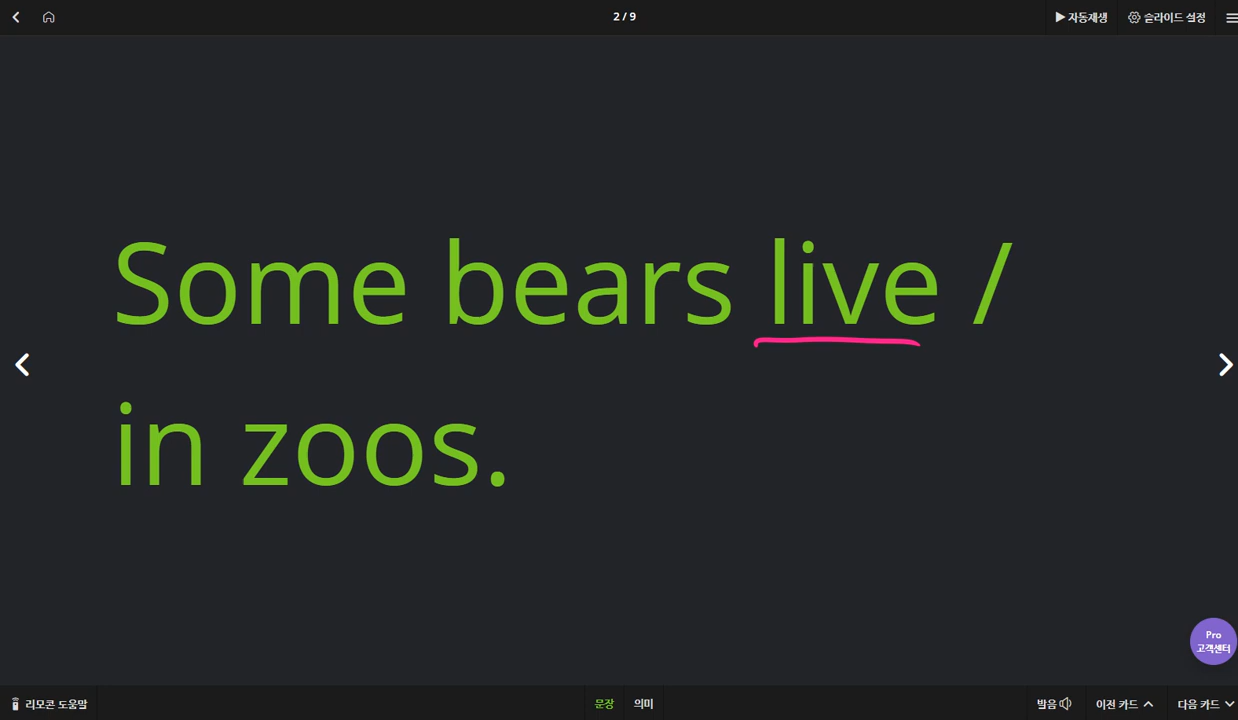 2 / 9
자동재생
슬라이드 설정
Some bears live /
in zoos.
Pro
고객센터
리모콘 도움말
문장
의미
발음
이전 카드
다음 카드